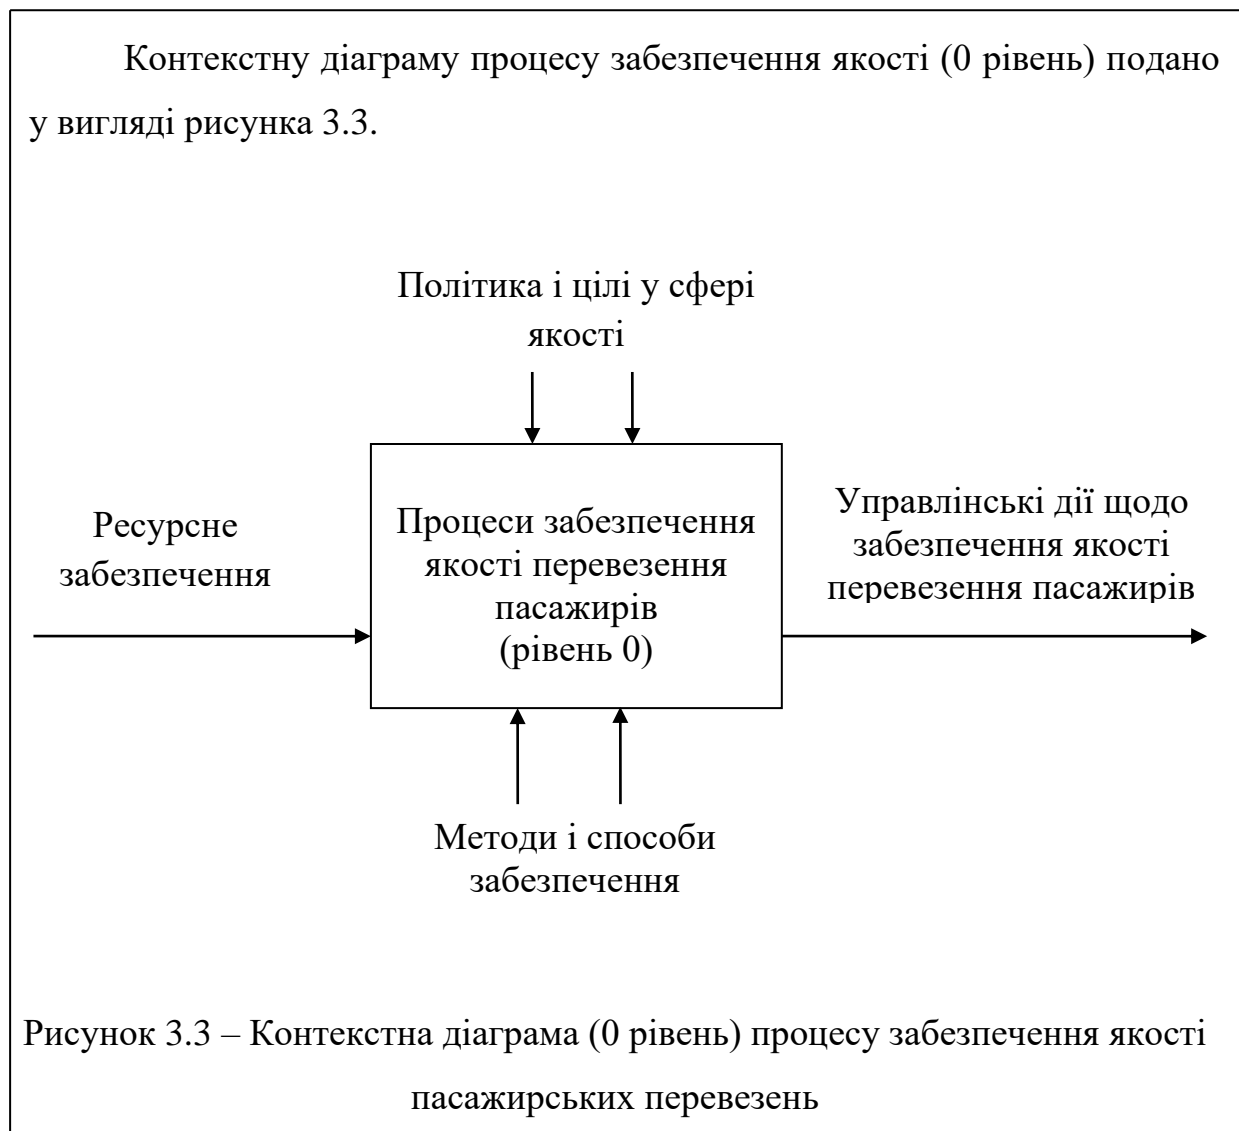 Контекстну діаграму процесу забезпечення якості (0 рівень) подано
у вигляді рисунка 3.3.
Політика і цілі у сфері
якості
Ресурсне
забезпечення
Процеси забезпечення
якості перевезення
пасажирів
(рівень 0)
Управлінські дії щодо
забезпечення якості
перевезення пасажирів
Методи і способи
забезпечення
Рисунок 3.3 – Контекстна діаграма (0 рівень) процесу забезпечення якості
пасажирських перевезень